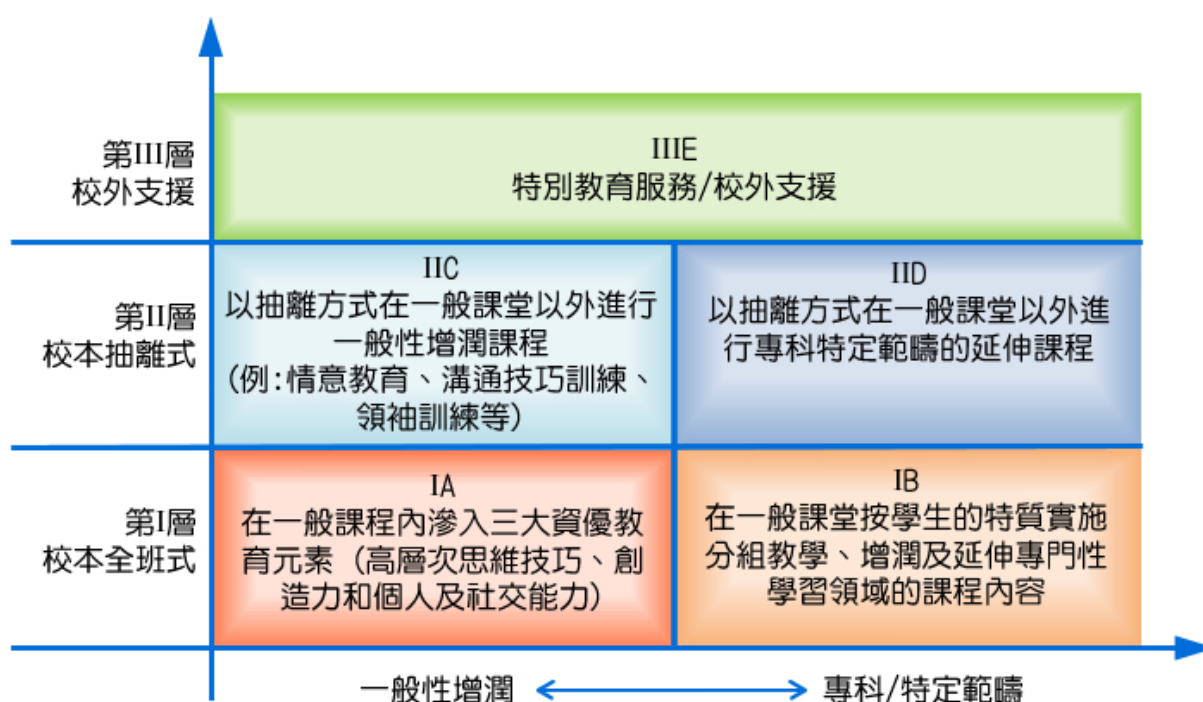 第III層
校外支援
IIIE
特別教育服務/校外支援
第II層
校本抽離式
IIC
以抽離方式在一般課堂以外進行
一般性增潤課程
(例:情意教育、溝通技巧訓練、
領袖訓練等)
IID
以抽離方式在一般課堂以外進
行專科特定範疇的延伸課程
第I層
校本全班式
IA
在一般課程內滲入三大資優教
育元素 (高層次思維技巧、創
造力和個人及社交能力)
IB
在一般課堂按學生的特質實施
分組教學、增潤及延伸專門性
學習領域的課程內容
一般性增潤
專科/特定範疇